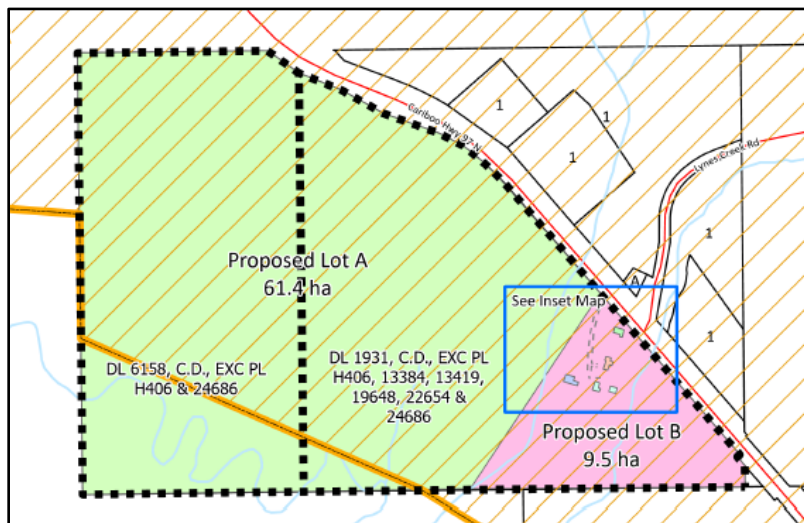 Cariboo Hwy 97 N
1
1
1
Lynes Creek Rd
1
Proposed Lot A
61.4 ha
A
See Inset Map
1
DL 6158, C.D., EXC PL
H406 & 24686
DL 1931, C.D., EXC PL
H406, 13384, 13419,
19648, 22654 &
24686
Proposed Lot B
9.5 ha